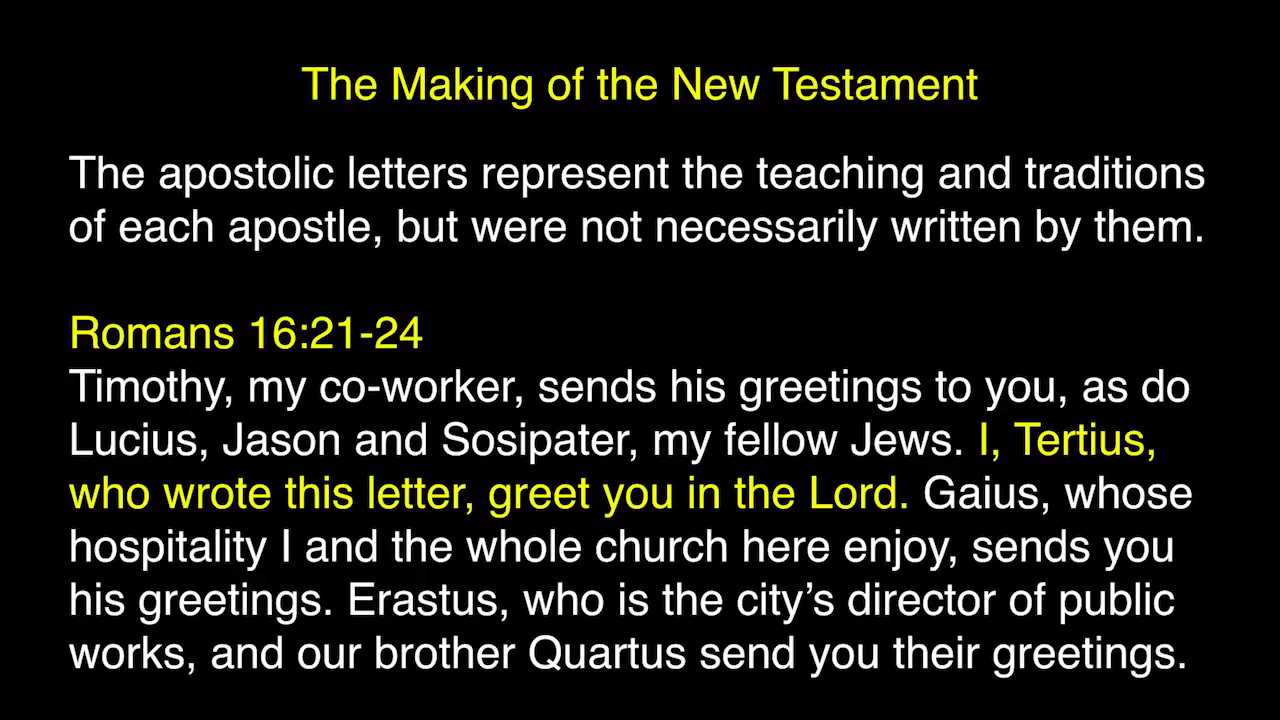 The Making of the New Testament
The apostolic letters represent the teaching and traditions
of each apostle, but were not necessarily written by them.
Romans 16:21-24
Timothy, my co-worker, sends his greetings to you, as do
Lucius, Jason and Sosipater, my fellow Jews. I, Tertius,
who wrote this letter, greet you in the Lord. Gaius, whose
hospitality I and the whole church here enjoy, sends you
his greetings. Erastus, who is the city’s director of public
works, and our brother Quartus send you their greetings.